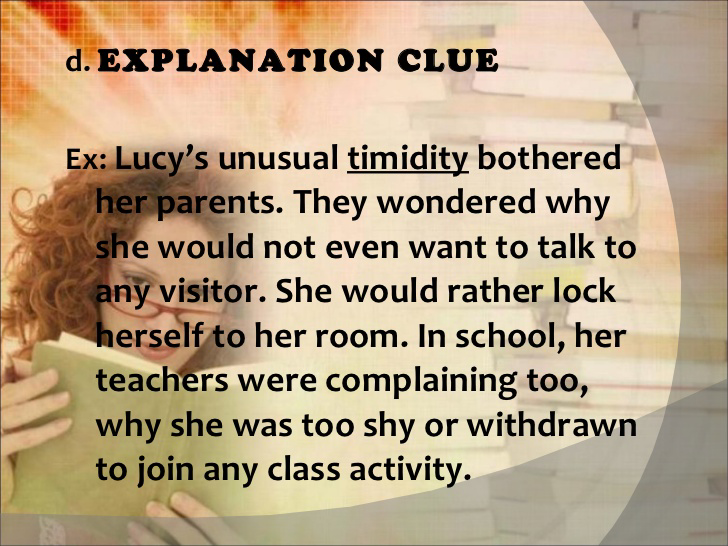 d. EXPLANATION CLUE
Ex: Lucy’s unusual timidity bothered
her parents. They wondered why
she would not even want to talk to
any visitor. She would rather lock
herself to her room. In school, her
teachers were complaining too,
why she was too shy or withdrawn
to join any class activity.